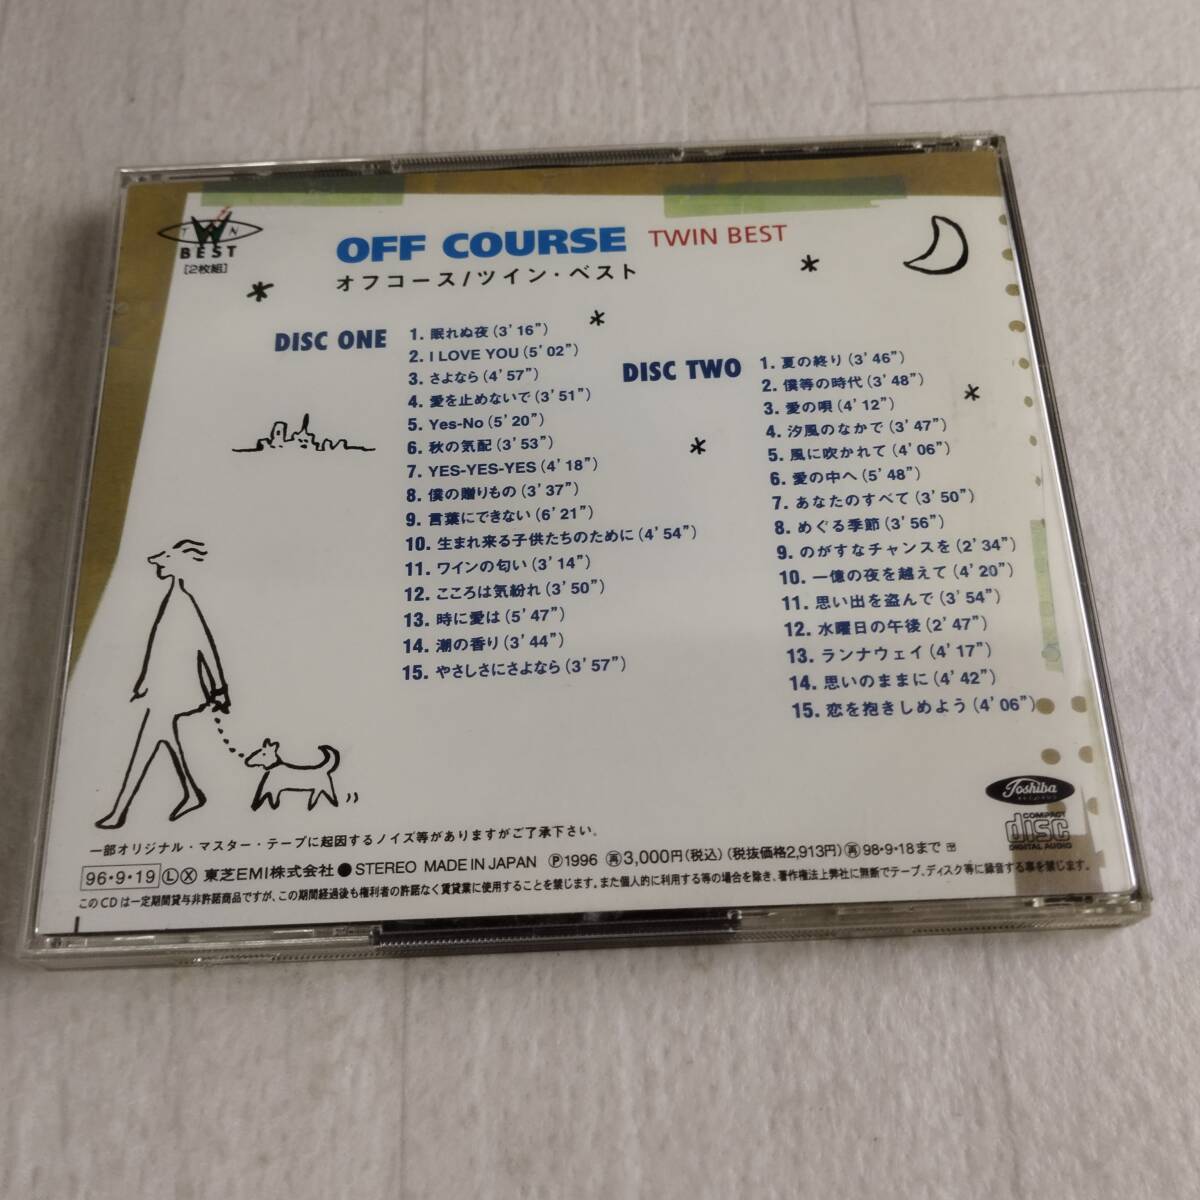 TWIN
BEST
[2枚組]
OFF COURSE TWIN BEST
オフコース/ツイン・ベスト
DISC ONE
1. 眠れぬ夜(3'16")
2. I LOVE YOU(5'02")
3. さよなら(4'57")
4. 愛を止めないで(3'51")
5. Yes-No(5'20")
6. 秋の気配(3'53")
7. YES-YES-YES(4'18")
8. 僕の贈りもの(3'37")
9. 言葉にできない(6'21")
10. 生まれ来る子供たちのために(4'54")
11. ワインの匂い(3'14")
12. こころは気紛れ(3'50")
13. 時に愛は(5'47")
14. 潮の香り(3'44")
15. やさしさにさよなら(3'57")
DISC TWO
1. 夏の終り(3'46")
2. 僕等の時代(3'48")
3. 愛の唄(4'12")
4. 汐風のなかで(3'47")
5. 風に吹かれて(4'06")
6. 愛の中へ(5'48")
7. あなたのすべて(3'50")
8. めぐる季節(3'56")
9. のがすなチャンスを(2'34")
10. 一億の夜を越えて(4'20")
11. 思い出を盗んで(3'54")
12. 水曜日の午後(2'47")
13. ランナウェイ(4'17")
14. 思いのままに(4'42")
15. 恋を抱きしめよう(4'06")
Toshiba
RECORDS
COMPACT
disc
DIGITAL AUDIO
一部オリジナル・マスター・テープに起因するノイズ等がありますがご了承下さい。
96・9・19 Ⓛ Ⓧ 東芝EMI株式会社●STEREO MADE IN JAPAN Ⓟ1996 ㊢3,000円(税込)(税抜価格2,913円)㊢98・9・18まで
このCDは一定期間貸与非許諾商品ですが、この期間経過後も権利者の許諾なく賃貸業に使用することを禁じます。また個人的に利用する等の場合を除き、著作権法上弊社に無断でテープ、ディスク等に録音する事を禁じます。